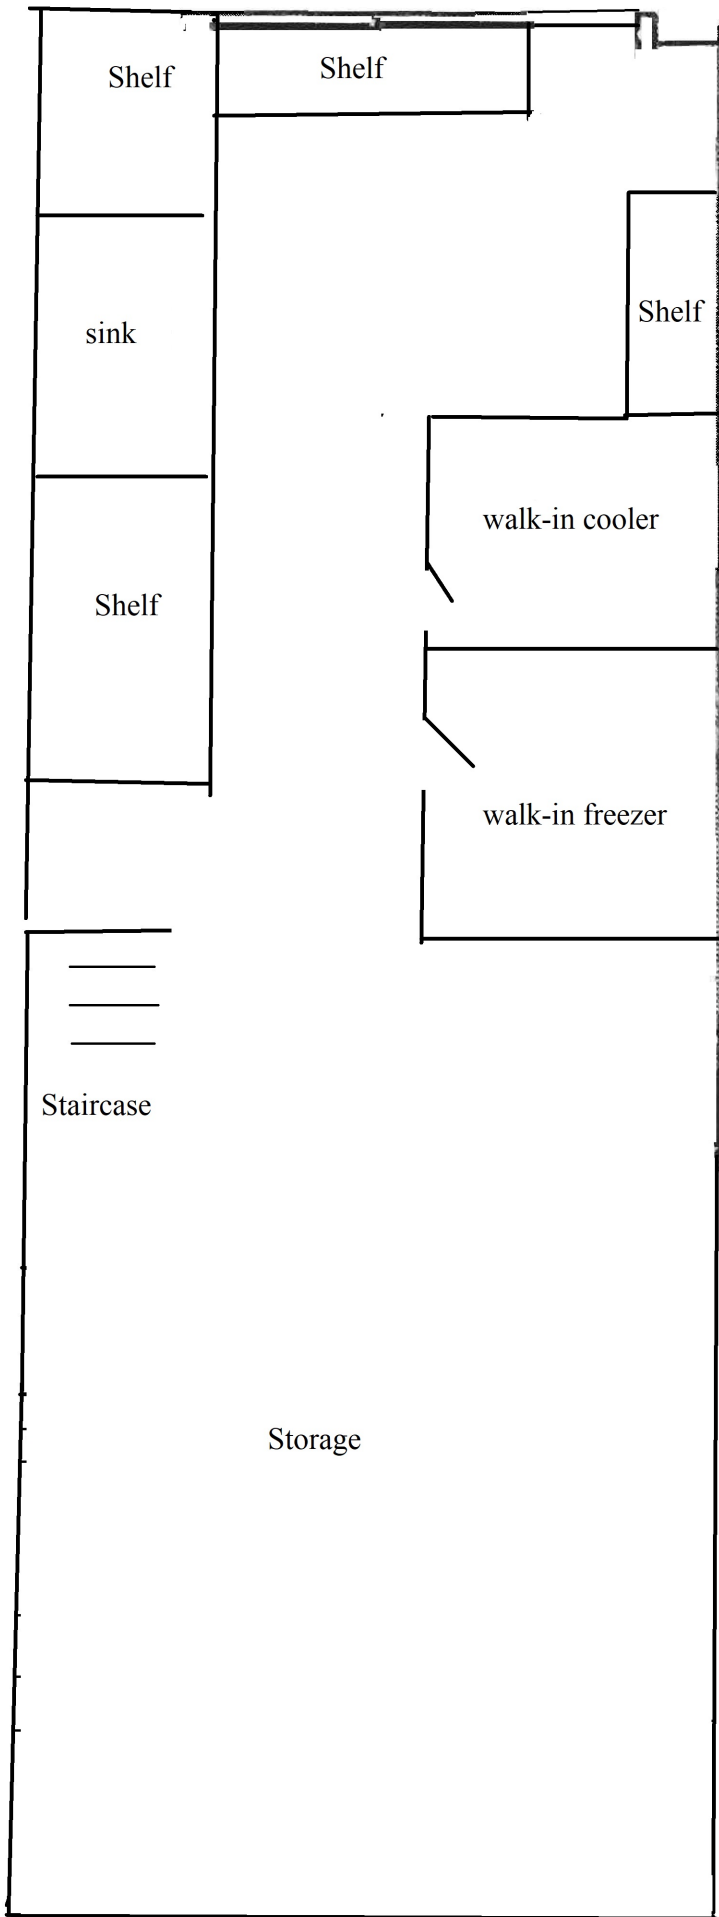 Shelf
Shelf
Shelf
sink
walk-in cooler
Shelf
walk-in freezer
Staircase
Storage